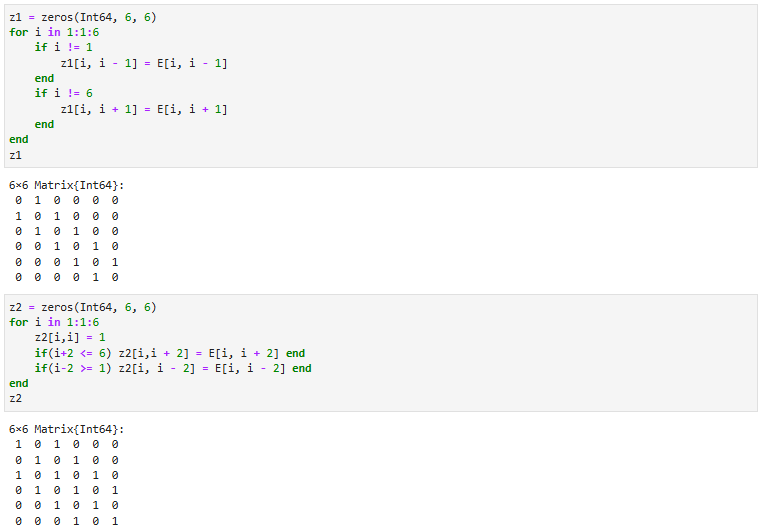 z1 = zeros(Int64, 6, 6)
for i in 1:1:6
    if i != 1
        z1[i, i - 1] = E[i, i - 1]
    end
    if i != 6
        z1[i, i + 1] = E[i, i + 1]
    end
end
z1
6×6 Matrix{Int64}:
 0  1  0  0  0  0
 1  0  1  0  0  0
 0  1  0  1  0  0
 0  0  1  0  1  0
 0  0  0  1  0  1
 0  0  0  0  1  0
z2 = zeros(Int64, 6, 6)
for i in 1:1:6
    z2[i,i] = 1
    if(i+2 <= 6) z2[i,i + 2] = E[i, i + 2] end
    if(i-2 >= 1) z2[i, i - 2] = E[i, i - 2] end
end
z2
6×6 Matrix{Int64}:
 1  0  1  0  0  0
 0  1  0  1  0  0
 1  0  1  0  1  0
 0  1  0  1  0  1
 0  0  1  0  1  0
 0  0  0  1  0  1